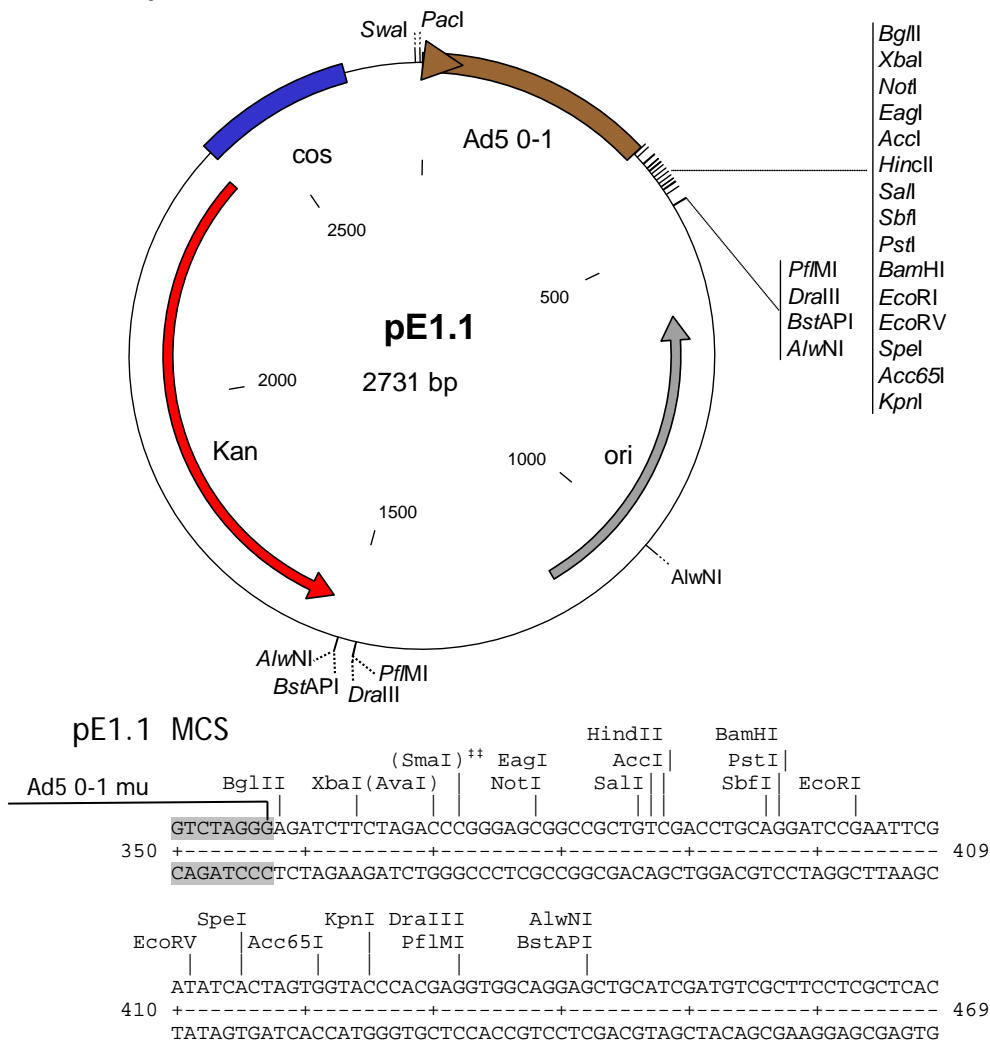 SwaI PacI
BglII
XbaI
NotI
EagI
AccI
HincII
SalI
SbfI
PstI
BamHI
EcoRI
EcoRV
SpeI
Acc65I
KpnI
cos
Ad5 0-1
2500
500
PflMI
DraIII
BstAPI
AlwNI
pE1.1
2731 bp
2000
Kan
1000
ori
1500
AlwNI
AlwNI
BstAPI
DraIII
PflMI
pE1.1 MCS
HindII BamHI
(SmaI)‡‡ EagI AccI PstI
Ad5 0-1 mu BglII XbaI (AvaI) NotI SalI SbfI EcoRI
GTCTAGGGAGATCTTCTAGACCCGGGAGCGGCCGCTGTCGACCTGCAGGATCCGAATTCG
350 +---------+---------+---------+---------+---------+--------- 409
CAGATCCCTCTAGAAGATCTGGGCCCTCGCCGGCGACAGCTGGACGTCCTAGGCTTAAGC
SpeI KpnI DraIII AlwNI
EcoRV Acc65I PflMI BstAPI
ATATCACTAGTGGTACCCACGAGGTGGCAGGAGCTGCATCGATGTCGCTTCCTCGCTCAC
410 +---------+---------+---------+---------+---------+--------- 469
TATAGTGATCACCATGGGTGCTCCACCGTCCTCGACGTAGCTACAGCGAAGGAGCGAGTG